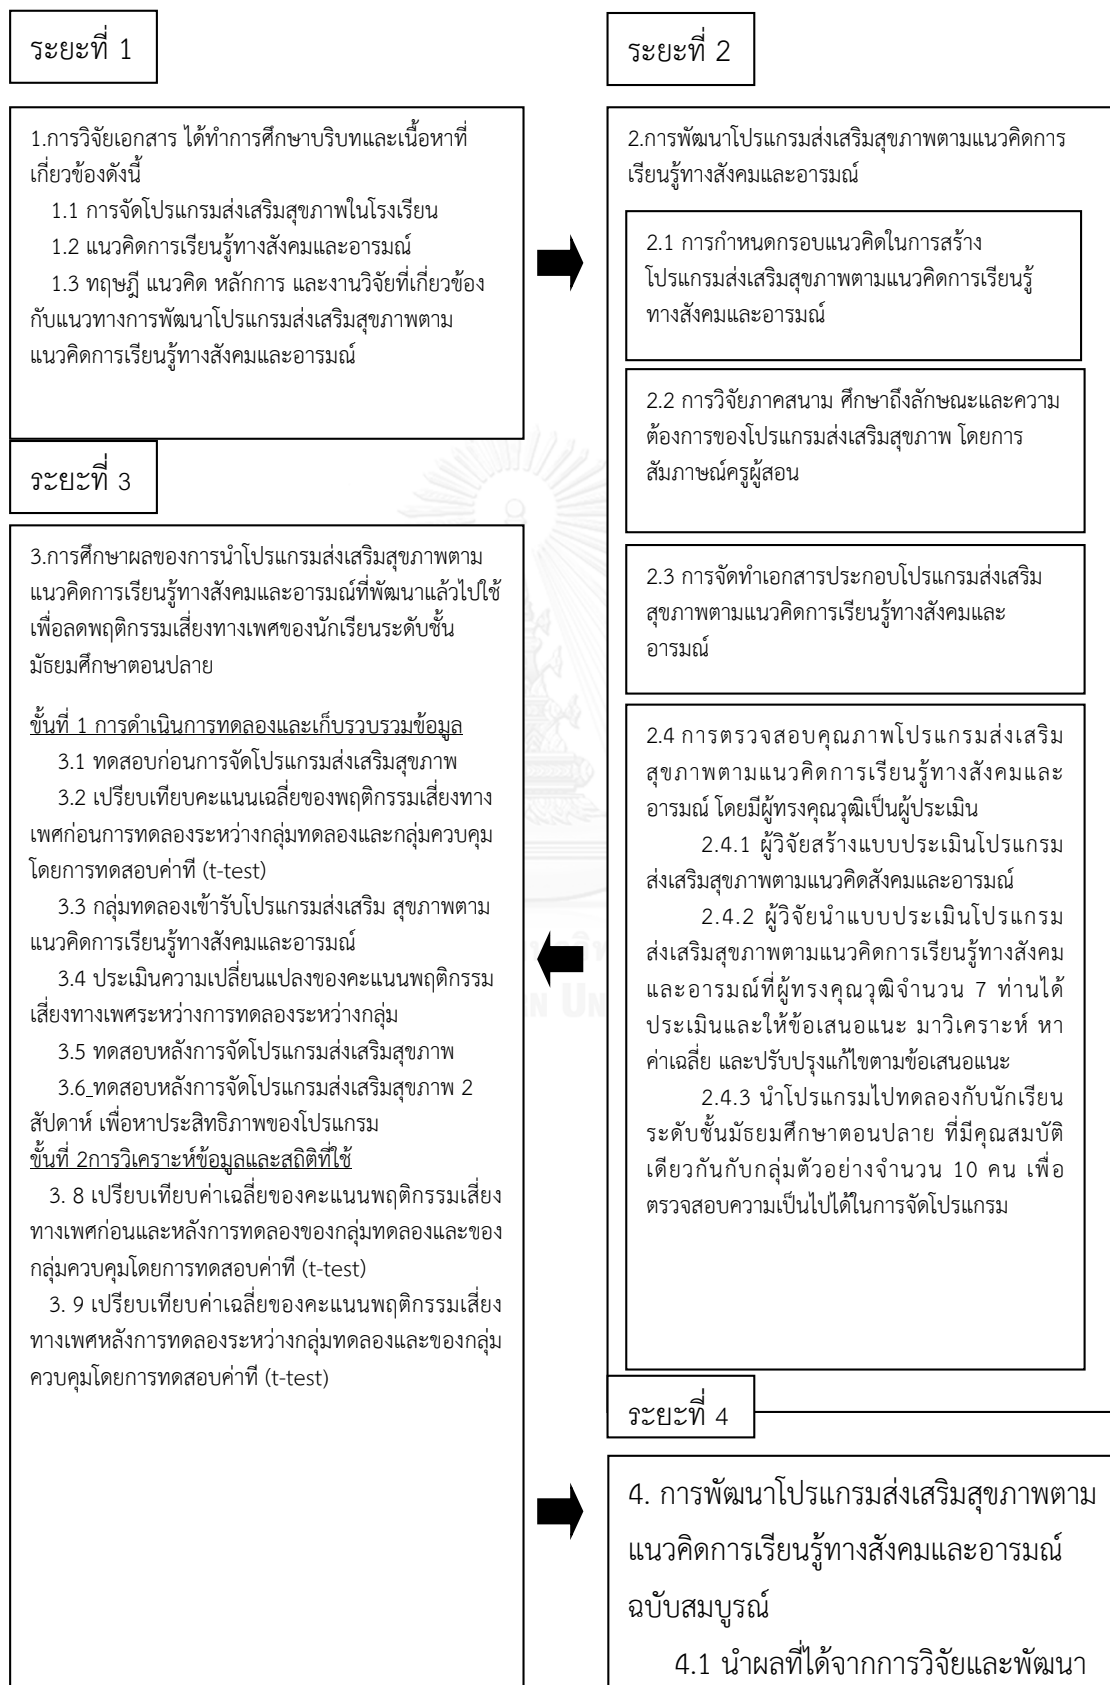 ระยะที่ 1
1.การวิจัยเอกสาร ได้ทำการศึกษาบริบทและเนื้อหาที่
เกี่ยวข้องดังนี้
1.1 การจัดโปรแกรมส่งเสริมสุขภาพในโรงเรียน
1.2 แนวคิดการเรียนรู้ทางสังคมและอารมณ์
1.3 ทฤษฎี แนวคิด หลักการ และงานวิจัยที่เกี่ยวข้อง
กับแนวทางการพัฒนาโปรแกรมส่งเสริมสุขภาพตาม
แนวคิดการเรียนรู้ทางสังคมและอารมณ์
ระยะที่ 2
2.การพัฒนาโปรแกรมส่งเสริมสุขภาพตามแนวคิดการ
เรียนรู้ทางสังคมและอารมณ์
2.1 การกำหนดกรอบแนวคิดในการสร้าง
โปรแกรมส่งเสริมสุขภาพตามแนวคิดการเรียนรู้
ทางสังคมและอารมณ์
2.2 การวิจัยภาคสนาม ศึกษาถึงลักษณะและความ
ต้องการของโปรแกรมส่งเสริมสุขภาพ โดยการ
สัมภาษณ์ครูผู้สอน
2.3 การจัดทำเอกสารประกอบโปรแกรมส่งเสริม
สุขภาพตามแนวคิดการเรียนรู้ทางสังคมและ
อารมณ์
2.4 การตรวจสอบคุณภาพโปรแกรมส่งเสริม
สุขภาพตามแนวคิดการเรียนรู้ทางสังคมและ
อารมณ์ โดยมีผู้ทรงคุณวุฒิเป็นผู้ประเมิน
2.4.1 ผู้วิจัยสร้างแบบประเมินโปรแกรม
ส่งเสริมสุขภาพตามแนวคิดสังคมและอารมณ์
2.4.2 ผู้วิจัยนำแบบประเมินโปรแกรม
ส่งเสริมสุขภาพตามแนวคิดการเรียนรู้ทางสังคม
และอารมณ์ที่ผู้ทรงคุณวุฒิจำนวน 7 ท่านได้
ประเมินและให้ข้อเสนอแนะ มาวิเคราะห์ หา
ค่าเฉลี่ย และปรับปรุงแก้ไขตามข้อเสนอแนะ
2.4.3 นำโปรแกรมไปทดลองกับนักเรียน
ระดับชั้นมัธยมศึกษาตอนปลาย ที่มีคุณสมบัติ
เดียวกันกับกลุ่มตัวอย่างจำนวน 10 คน เพื่อ
ตรวจสอบความเป็นไปได้ในการจัดโปรแกรม
ระยะที่ 3
3.การศึกษาผลของการนำโปรแกรมส่งเสริมสุขภาพตาม
แนวคิดการเรียนรู้ทางสังคมและอารมณ์ที่พัฒนาแล้วไปใช้
เพื่อลดพฤติกรรมเสี่ยงทางเพศของนักเรียนระดับชั้น
มัธยมศึกษาตอนปลาย
ขั้นที่ 1 การดำเนินการทดลองและเก็บรวบรวมข้อมูล
3.1 ทดสอบก่อนการจัดโปรแกรมส่งเสริมสุขภาพ
3.2 เปรียบเทียบคะแนนเฉลี่ยของพฤติกรรมเสี่ยงทาง
เพศก่อนการทดลองระหว่างกลุ่มทดลองและกลุ่มควบคุม
โดยการทดสอบค่าที (t-test)
3.3 กลุ่มทดลองเข้ารับโปรแกรมส่งเสริม สุขภาพตาม
แนวคิดการเรียนรู้ทางสังคมและอารมณ์
3.4 ประเมินความเปลี่ยนแปลงของคะแนนพฤติกรรม
เสี่ยงทางเพศระหว่างการทดลองระหว่างกลุ่ม
3.5 ทดสอบหลังการจัดโปรแกรมส่งเสริมสุขภาพ
3.6 ทดสอบหลังการจัดโปรแกรมส่งเสริมสุขภาพ 2
สัปดาห์ เพื่อหาประสิทธิภาพของโปรแกรม
ขั้นที่ 2การวิเคราะห์ข้อมูลและสถิติที่ใช้
3. 8 เปรียบเทียบค่าเฉลี่ยของคะแนนพฤติกรรมเสี่ยง
ทางเพศก่อนและหลังการทดลองของกลุ่มทดลองและของ
กลุ่มควบคุมโดยการทดสอบค่าที (t-test)
3. 9 เปรียบเทียบค่าเฉลี่ยของคะแนนพฤติกรรมเสี่ยง
ทางเพศหลังการทดลองระหว่างกลุ่มทดลองและของกลุ่ม
ควบคุมโดยการทดสอบค่าที (t-test)
ระยะที่ 4
4. การพัฒนาโปรแกรมส่งเสริมสุขภาพตาม
แนวคิดการเรียนรู้ทางสังคมและอารมณ์
ฉบับสมบูรณ์
4.1 นำผลที่ได้จากการวิจัยและพัฒนา